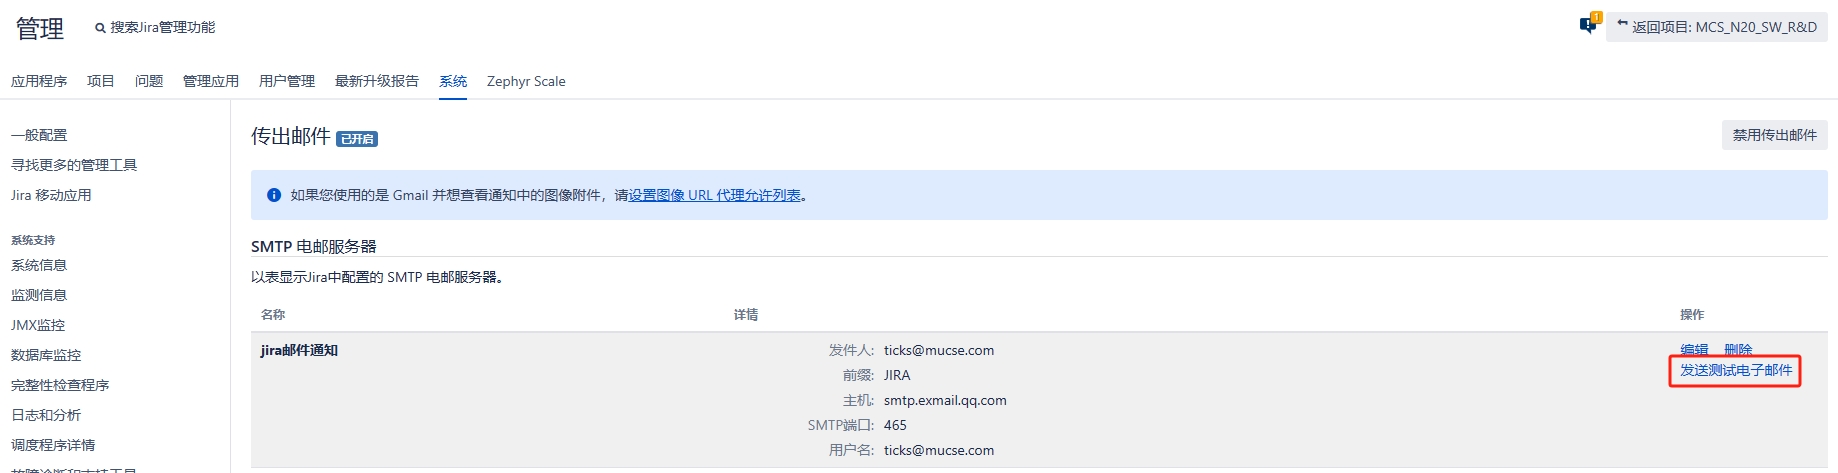 管理 搜索Jira管理功能 1 返回项目: MCS_N20_SW_R&D
应用程序 项目 问题 管理应用 用户管理 最新升级报告 系统 Zephyr Scale
一般配置
寻找更多的管理工具
Jira 移动应用
系统支持
系统信息
监测信息
JMX监控
数据库监控
完整性检查程序
日志和分析
调度程序详情
传出邮件 已开启 禁用传出邮件
如果您使用的是 Gmail 并想查看通知中的图像附件，请设置图像 URL 代理允许列表。
SMTP 电邮服务器
以表显示Jira中配置的 SMTP 电邮服务器。
名称 详情 操作
jira邮件通知 发件人: ticks@mucse.com 编辑 删除
发送测试电子邮件
前缀: JIRA
主机: smtp.exmail.qq.com
SMTP端口: 465
用户名: ticks@mucse.com